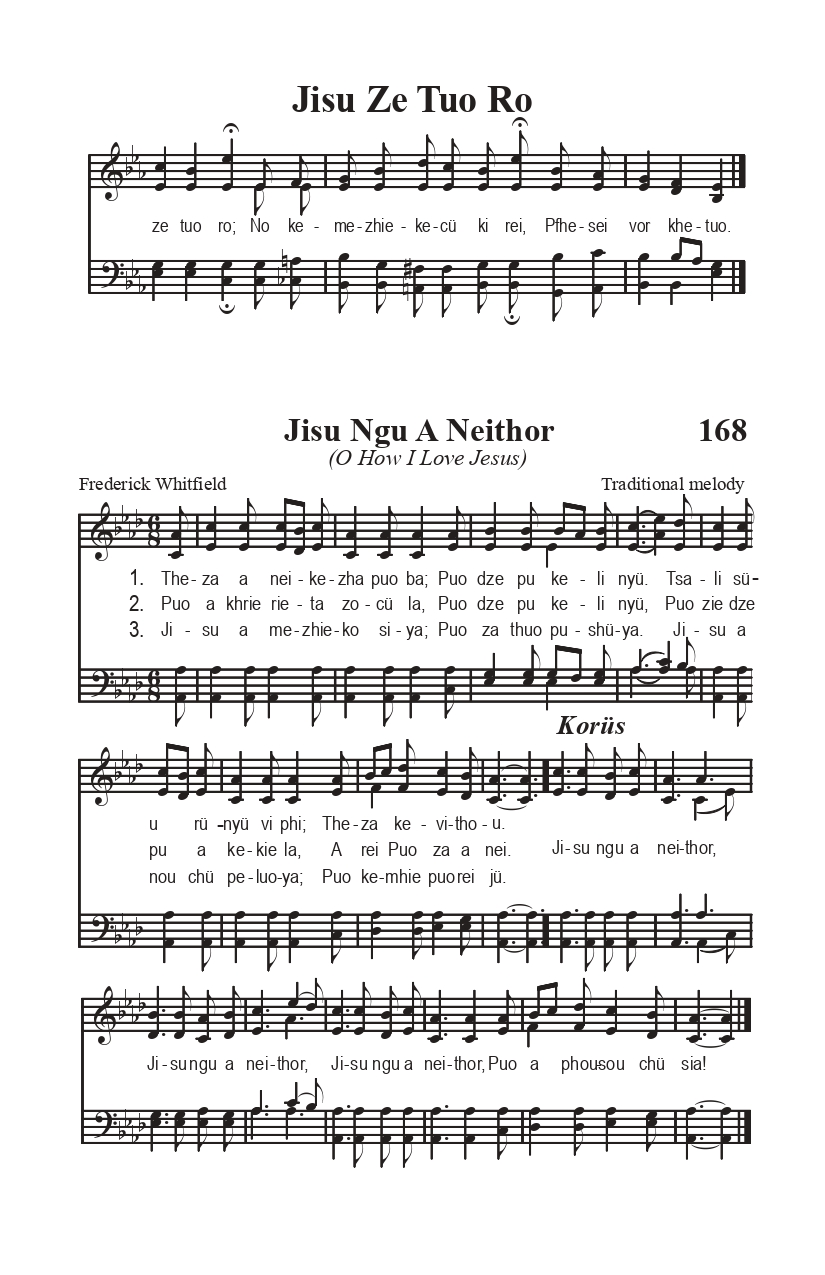 Jisu Ze Tuo Ro
ze tuo ro; No ke - me-zhie-ke-cü ki rei, Pfhe-sei vor khe-tuo.
Jisu Ngu A Neithor 168
(O How I Love Jesus)
Frederick Whitfield Traditional melody
1. The-za a nei-ke-zha puo ba; Puo dze pu ke-li nyü. Tsa-li sü-
2. Puo a khrie rie-ta zo-cü la, Puo dze pu ke-li nyü, Puo zie dze
3. Ji-su a me-zhie-ko si-ya; Puo za thuo pu-shü-ya. Ji-su a
Korüs
u rü-nyü vi phi; The-za ke-vi-tho-u.
pu a ke-kie la, A rei Puo za a nei. Ji-su ngu a nei-thor,
nou chü pe-luo-ya; Puo ke-mhie puo rei jü.
Ji-su ngu a nei-thor, Ji-su ngu a nei-thor, Puo a phou-sou chü sia!